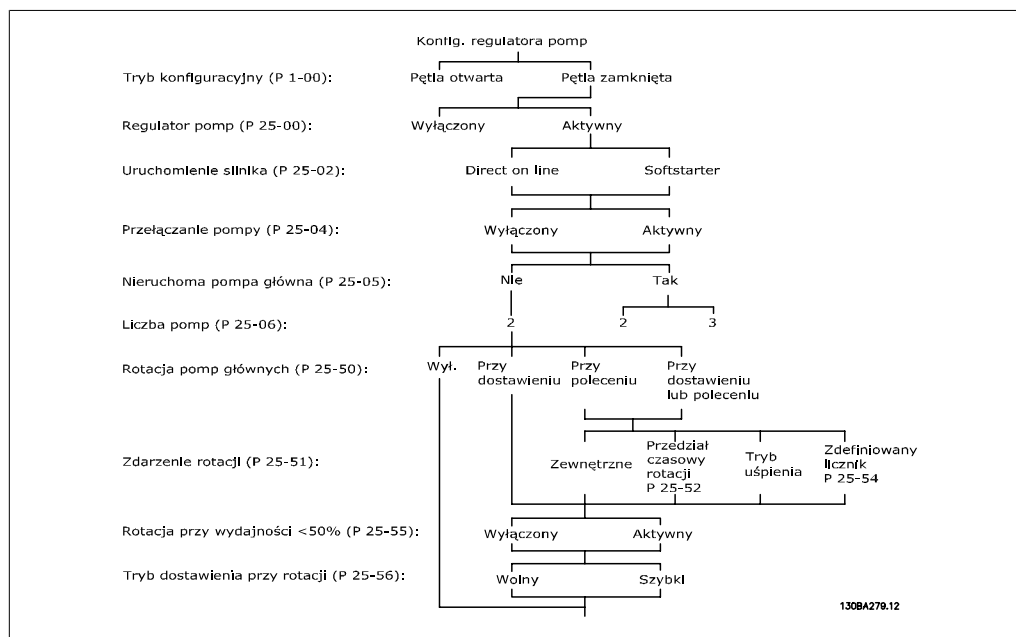 Konfig. regulatora pomp
Tryb konfiguracyjny (P 1-00): Pętla otwarta Pętla zamknięta
Regulator pomp (P 25-00): Wyłączony Aktywny
Uruchomienie silnika (P 25-02): Direct on line Softstarter
Przełączanie pompy (P 25-04): Wyłączony Aktywny
Nieruchoma pompa główna (P 25-05): Nie Tak
Liczba pomp (P 25-06): 2 2 3
Rotacja pomp głównych (P 25-50): Wył. Przy dostawieniu Przy poleceniu Przy dostawieniu lub poleceniu
Zdarzenie rotacji (P 25-51): Zewnętrzne Przedział czasowy rotacji P 25-52 Tryb uśpienia Zdefiniowany licznik P 25-54
Rotacja przy wydajności <50% (P 25-55): Wyłączony Aktywny
Tryb dostawienia przy rotacji (P 25-56): Wolny Szybki
130BA279.12